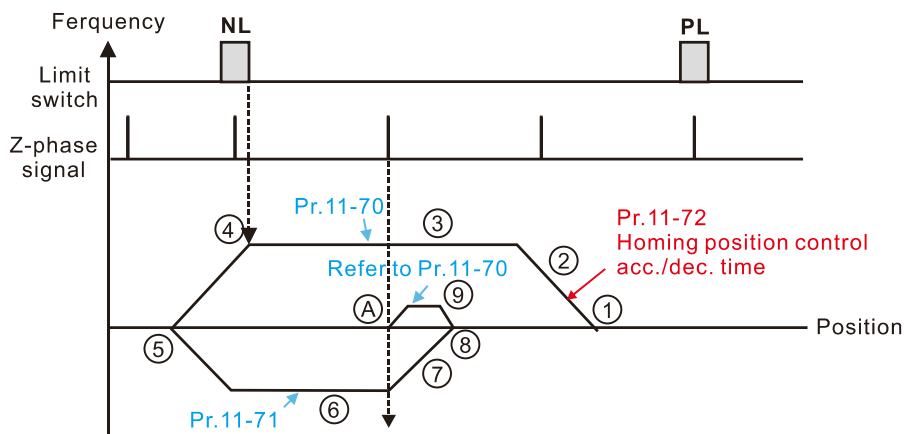 Ferquency
NL
PL
Limit
switch
Z-phase
signal
Pr.11-70
④
③
Pr.11-72
Homing position control
acc./dec. time
②
Refer to Pr.11-70
⑨
Ⓐ
①
Position
⑤
⑧
⑦
⑥
Pr.11-71